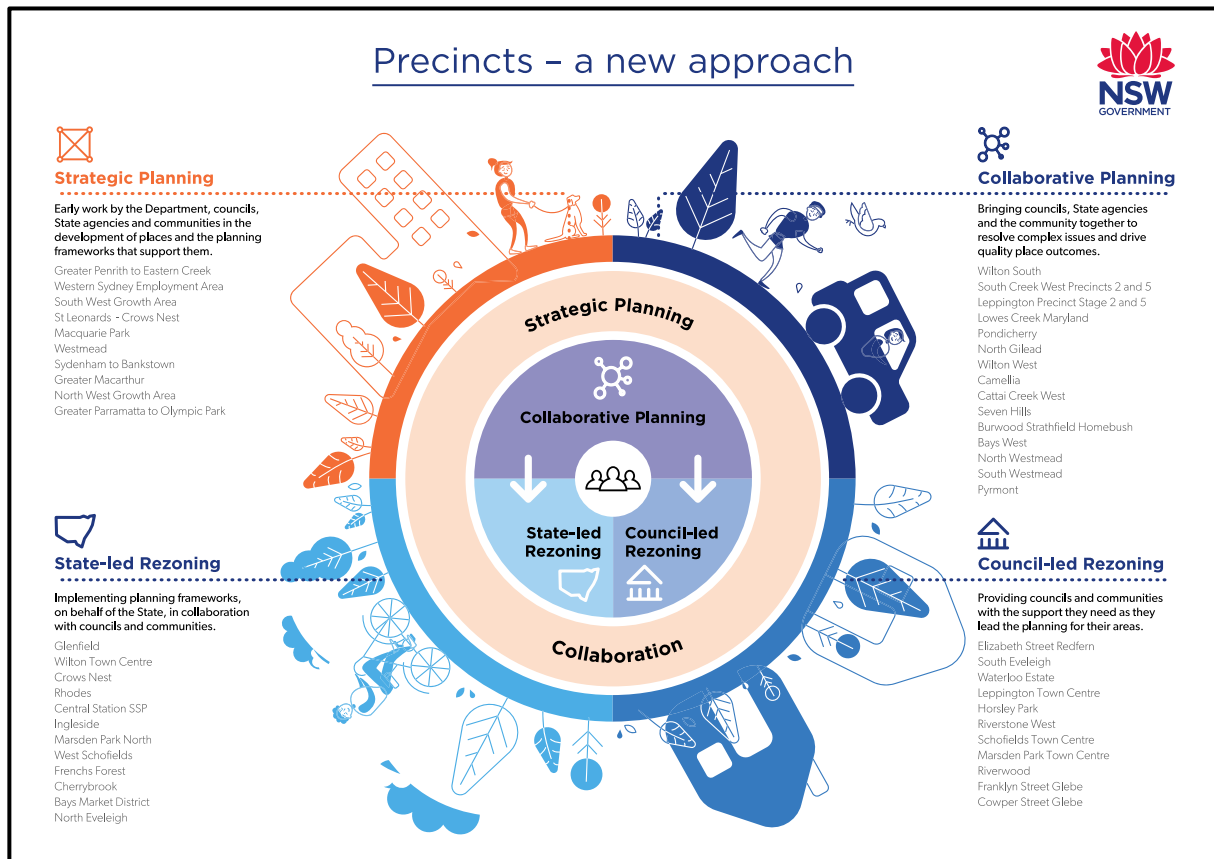 Precincts – a new approach
NSW
GOVERNMENT
Strategic Planning
Early work by the Department, councils,
State agencies and communities in the
development of places and the planning
frameworks that support them.
Greater Penrith to Eastern Creek
Western Sydney Employment Area
South West Growth Area
St Leonards - Crows Nest
Macquarie Park
Westmead
Sydenham to Bankstown
Greater Macarthur
North West Growth Area
Greater Parramatta to Olympic Park
Collaborative Planning
Bringing councils, State agencies
and the community together to
resolve complex issues and drive
quality place outcomes.
Wilton South
South Creek West Precincts 2 and 5
Leppington Precinct Stage 2 and 5
Lowes Creek Maryland
Pondicherry
North Gilead
Wilton West
Camellia
Cattai Creek West
Seven Hills
Burwood Strathfield Homebush
Bays West
North Westmead
South Westmead
Pyrmont
Strategic Planning
Collaborative Planning
State-led
Rezoning
Council-led
Rezoning
Collaboration
State-led Rezoning
Implementing planning frameworks,
on behalf of the State, in collaboration
with councils and communities.
Glenfield
Wilton Town Centre
Crows Nest
Rhodes
Central Station SSP
Ingleside
Marsden Park North
West Schofields
Frenchs Forest
Cherrybrook
Bays Market District
North Eveleigh
Council-led Rezoning
Providing councils and communities
with the support they need as they
lead the planning for their areas.
Elizabeth Street Redfern
South Eveleigh
Waterloo Estate
Leppington Town Centre
Horsley Park
Riverstone West
Schofields Town Centre
Marsden Park Town Centre
Riverwood
Franklyn Street Glebe
Cowper Street Glebe